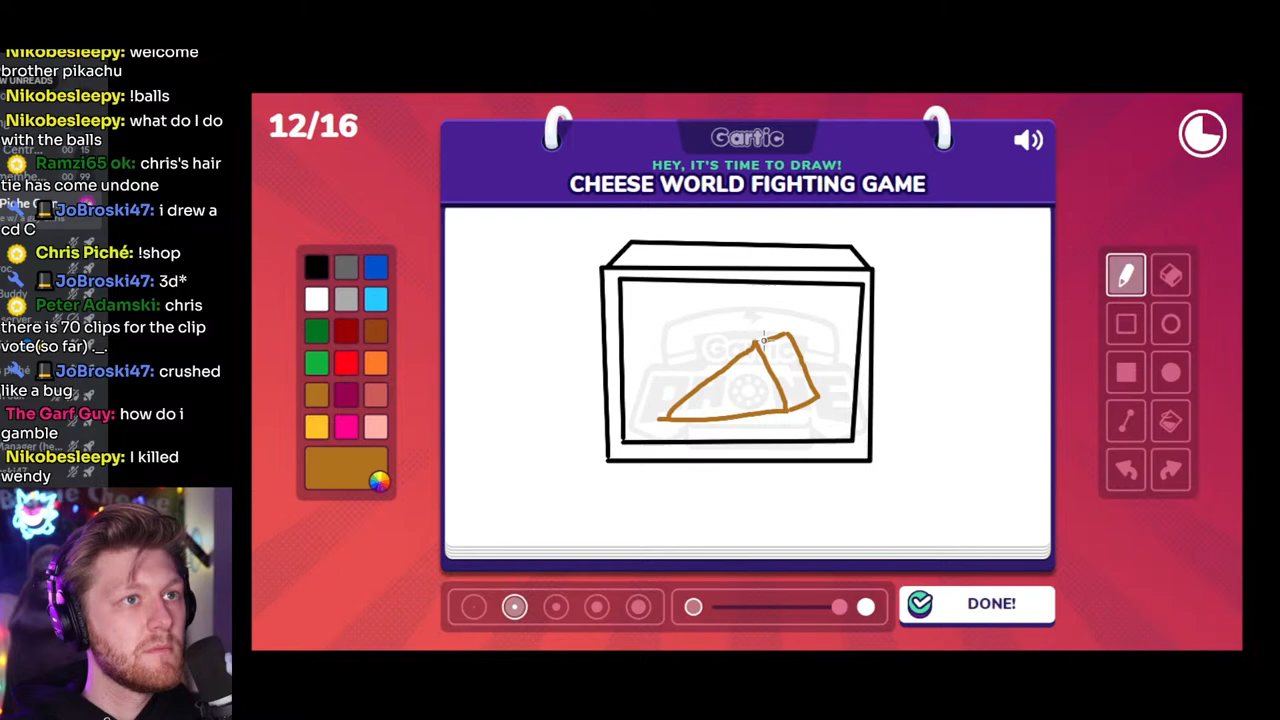 Nikobesleepy: welcome
brother pikachu
W UNREADS
Nikobesleepy: !balls
Nikobesleepy: what do I do
with the balls
Ramzi65 ok: chris's hair
tie has come undone
JoBroski47: i drew a
cd C
Chris Piché: !shop
JoBroski47: 3d*
Peter Adamski: chris
there is 70 clips for the clip
vote(so far) ._.
JoBroski47: crushed
like a bug
The Garf Guy: how do i
gamble
Nikobesleepy: I killed
wendy
12/16
Gartic
HEY, IT'S TIME TO DRAW!
CHEESE WORLD FIGHTING GAME
Gartic
PHONE
DONE!